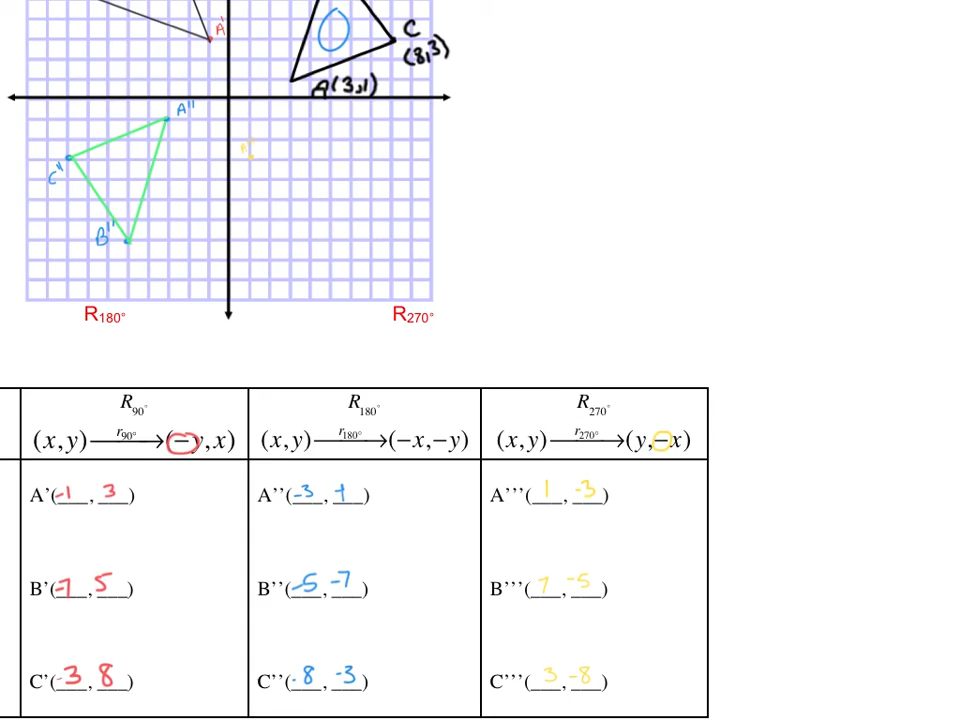 A'
C
(8,3)
A(3,1)
A''
C''
B''
R180°
R270°
R90° R180° R270°
(x,y) r90°→ (−y,x) (x,y) r180°→ (−x,−y) (x,y) r270°→ (y,−x)
A'(-1, 3) A''(-3, -1) A'''(1, -3)
B'(-7, 5) B''(-5, -7) B'''(7, -5)
C'(-3, 8) C''(-8, -3) C'''(3, -8)